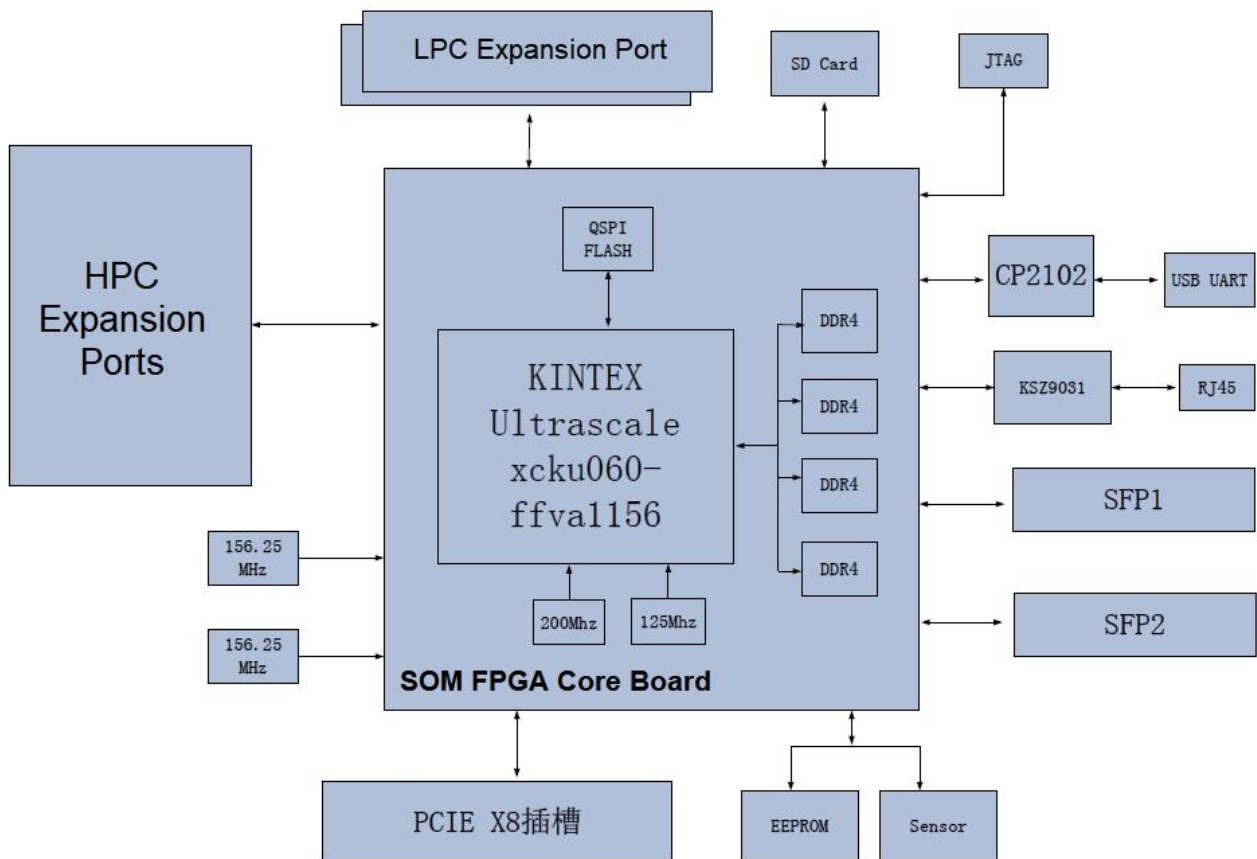 LPC Expansion Port
SD Card
JTAG
HPC
Expansion
Ports
QSPI
FLASH
CP2102
USB UART
DDR4
KINTEX
Ultrascale
xcku060-
ffva1156
DDR4
KSZ9031
RJ45
DDR4
SFP1
DDR4
156.25
MHz
200Mhz
125Mhz
SFP2
156.25
MHz
SOM FPGA Core Board
PCIE X8插槽
EEPROM
Sensor